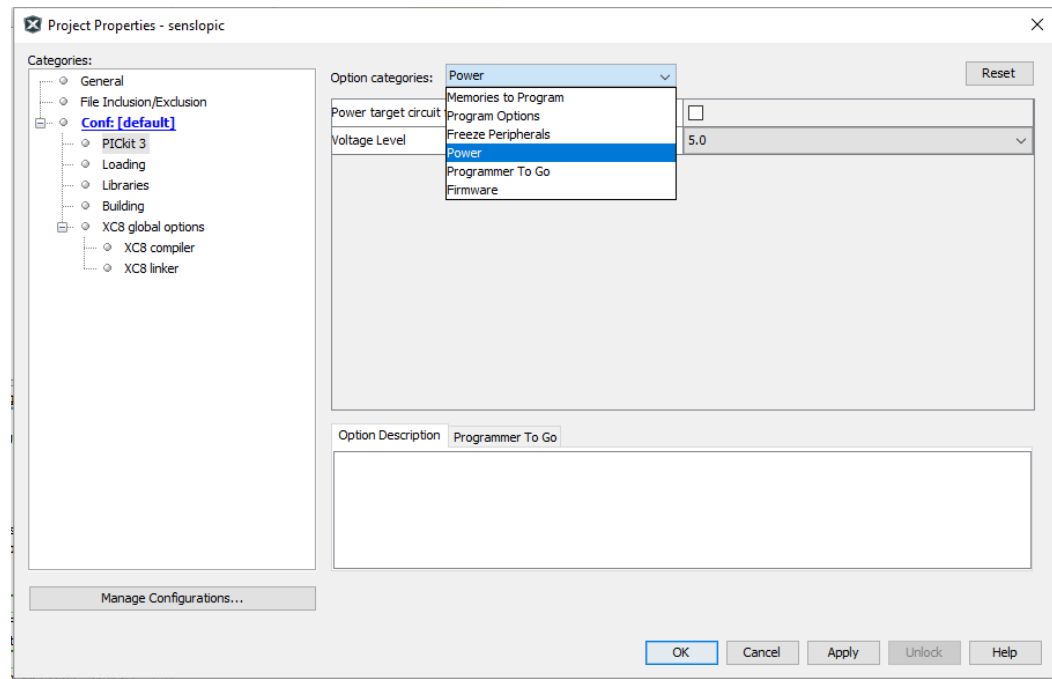 Project Properties - senslopic
Categories:
General
File Inclusion/Exclusion
Conf: [default]
PICkit 3
Loading
Libraries
Building
XC8 global options
XC8 compiler
XC8 linker
Manage Configurations...
Option categories: Power
Reset
Memories to Program
Program Options
Freeze Peripherals
Power
Programmer To Go
Firmware
Power target circuit
Voltage Level 5.0
Option Description Programmer To Go
OK Cancel Apply Unlock Help